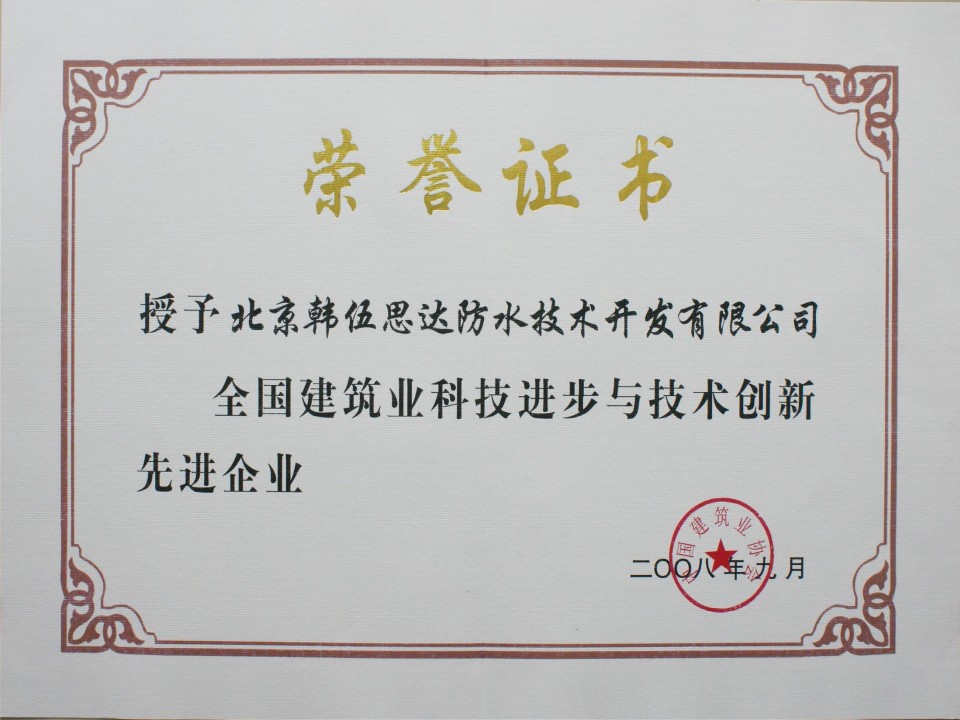 荣誉证书
授予北京韩伍思达防水技术开发有限公司
全国建筑业科技进步与技术创新
先进企业
中国建筑业协会
二〇〇八年九月